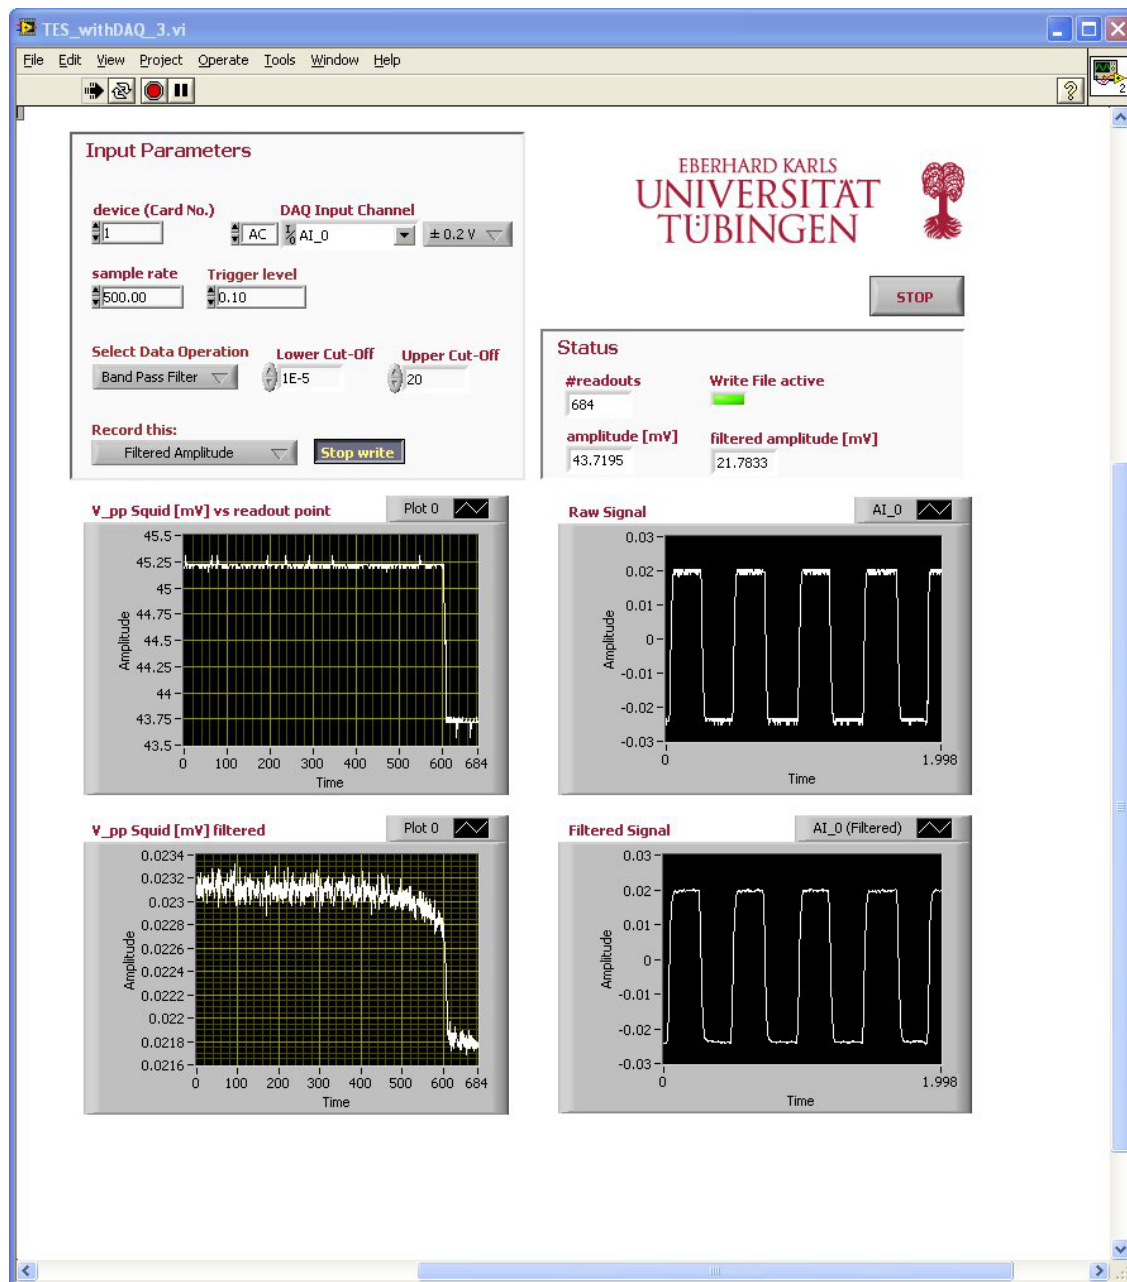 TES_withDAQ_3.vi
File Edit View Project Operate Tools Window Help
2
Input Parameters
device (Card No.) DAQ Input Channel
1 AC I/O AI_0 ± 0.2 V
sample rate Trigger level
500.00 0.10
Select Data Operation Lower Cut-Off Upper Cut-Off
Band Pass Filter 1E-5 20
Record this:
Filtered Amplitude Stop write
EBERHARD KARLS
UNIVERSITÄT
TÜBINGEN
STOP
Status
#readouts Write File active
684
amplitude [mV] filtered amplitude [mV]
43.7195 21.7833
V_pp Squid [mV] vs readout point Plot 0
45.5
45.25
45
44.75
44.5
44.25
44
43.75
43.5
Amplitude
0 100 200 300 400 500 600 684
Time
Raw Signal AI_0
0.03
0.02
0.01
0
-0.01
-0.02
-0.03
Amplitude
0 1.998
Time
V_pp Squid [mV] filtered Plot 0
0.0234
0.0232
0.023
0.0228
0.0226
0.0224
0.0222
0.022
0.0218
0.0216
Amplitude
0 100 200 300 400 500 600 684
Time
Filtered Signal AI_0 (Filtered)
0.03
0.02
0.01
0
-0.01
-0.02
-0.03
Amplitude
0 1.998
Time